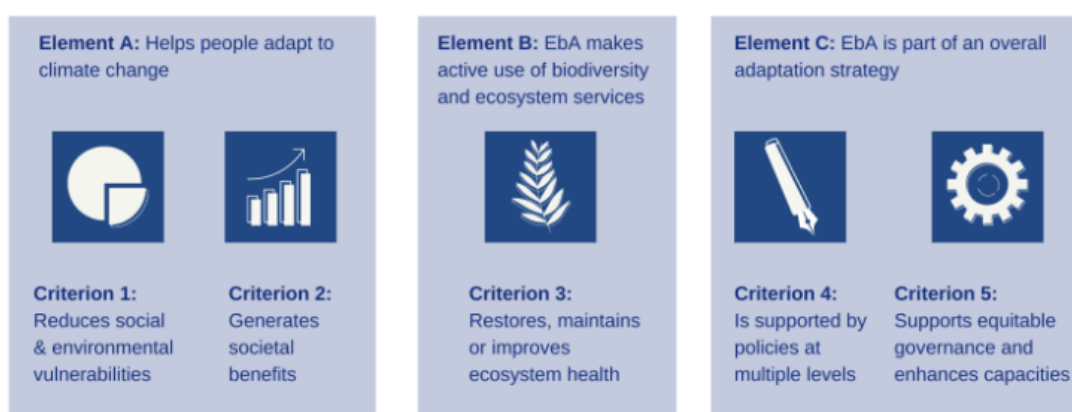 Element A: Helps people adapt to
climate change
Criterion 1:
Reduces social
& environmental
vulnerabilities
Criterion 2:
Generates
societal
benefits
Element B: EbA makes
active use of biodiversity
and ecosystem services
Criterion 3:
Restores, maintains
or improves
ecosystem health
Element C: EbA is part of an overall
adaptation strategy
Criterion 4:
Is supported by
policies at
multiple levels
Criterion 5:
Supports equitable
governance and
enhances capacities